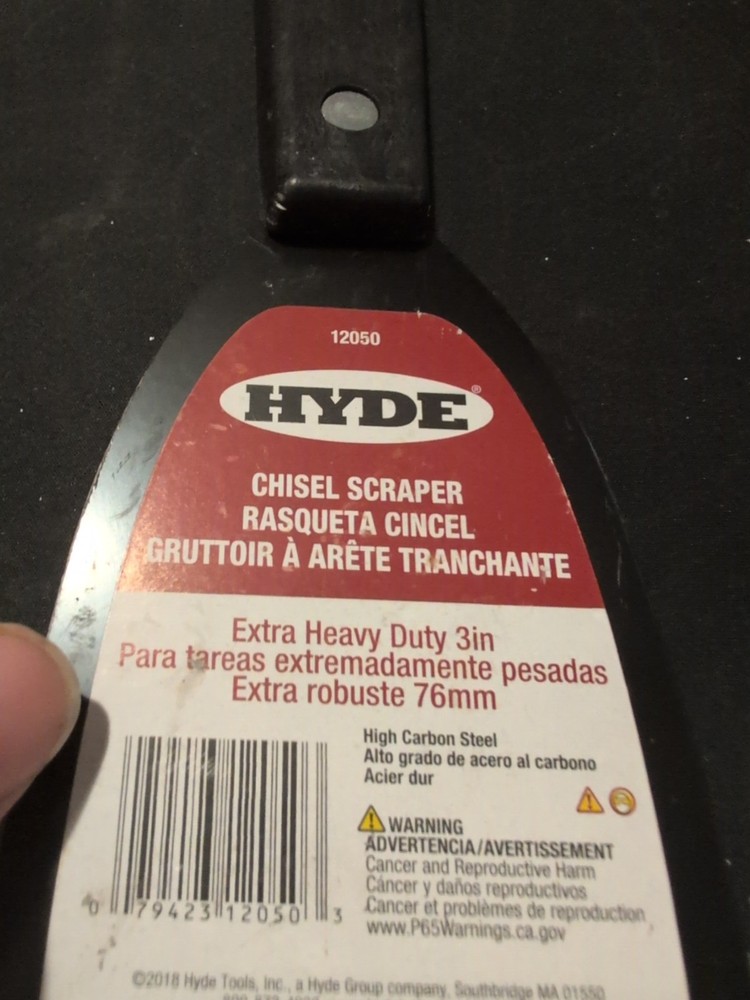 12050
HYDE®
CHISEL SCRAPER
RASQUETA CINCEL
GRUTTOIR À ARÊTE TRANCHANTE
Extra Heavy Duty 3in
Para tareas extremadamente pesadas
Extra robuste 76mm
High Carbon Steel
Alto grado de acero al carbono
Acier dur
WARNING
ADVERTENCIA/AVERTISSEMENT
Cancer and Reproductive Harm
Cáncer y daños reproductivos
Cancer et problèmes de reproduction
www.P65Warnings.ca.gov
0 79423 12050 3
©2018 Hyde Tools, Inc., a Hyde Group company, Southbridge MA 01550